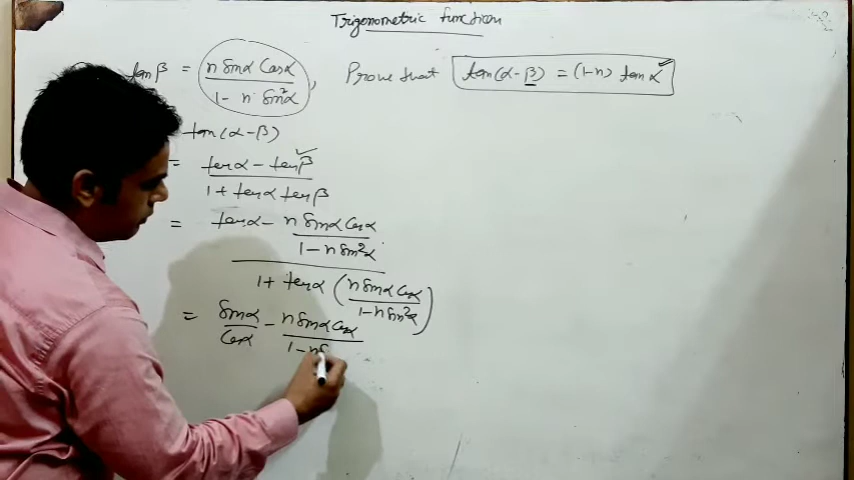 Trigonometric function
tan β = n sinα cosα / 1 - n sin²α , Prove that tan(α-β) = (1-n) tanα
tan(α-β)
= tanα - tanβ / 1 + tanα tanβ
= tanα - n sinα cosα / 1 - n sin²α
1 + tanα ( n sinα cosα / 1 - n sin²α )
= sinα / cosα - n sinα cosα / 1 - n s